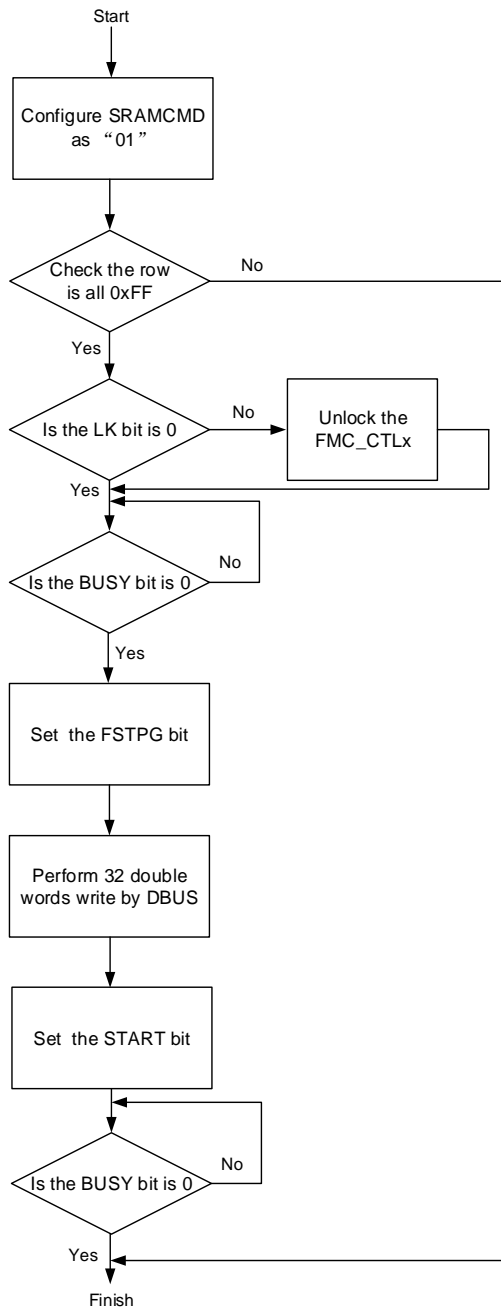 Start
Configure SRAMCMD
as “01”
Check the row
is all 0xFF
No
Yes
Is the LK bit is 0
No
Unlock the
FMC_CTLx
Yes
No
Is the BUSY bit is 0
Yes
Set the FSTPG bit
Perform 32 double
words write by DBUS
Set the START bit
No
Is the BUSY bit is 0
Yes
Finish